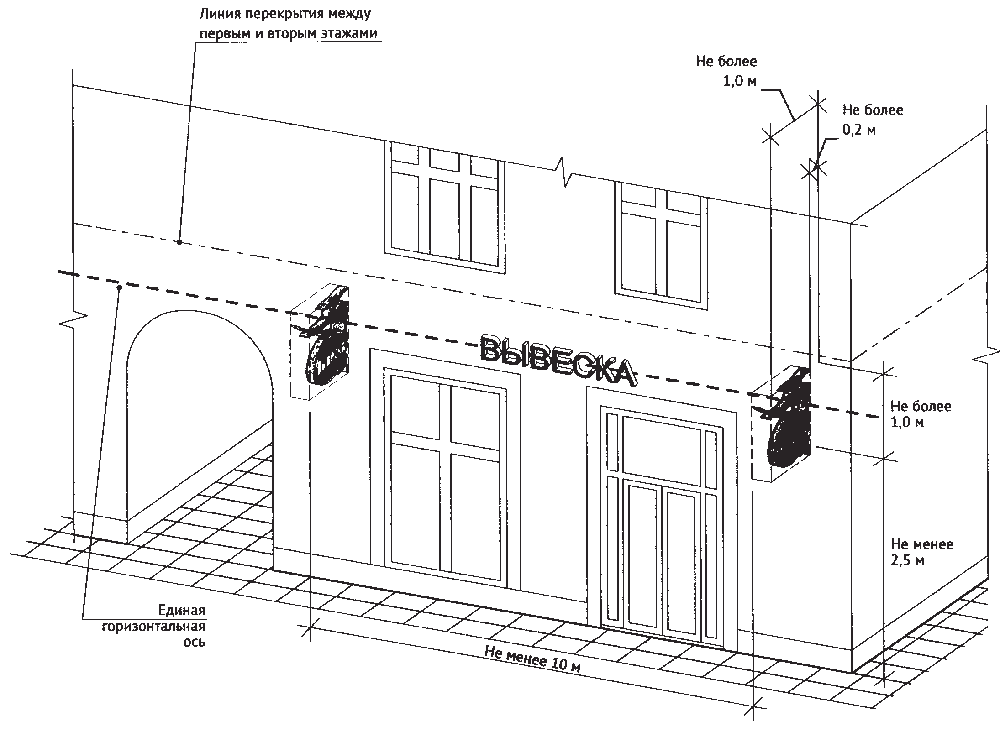 Линия перекрытия между
первым и вторым этажами
Не более
1,0 м
Не более
0,2 м
ВЫВЕСКА
Не более
1,0 м
Не менее
2,5 м
Единая
горизонтальная
ось
Не менее 10 м